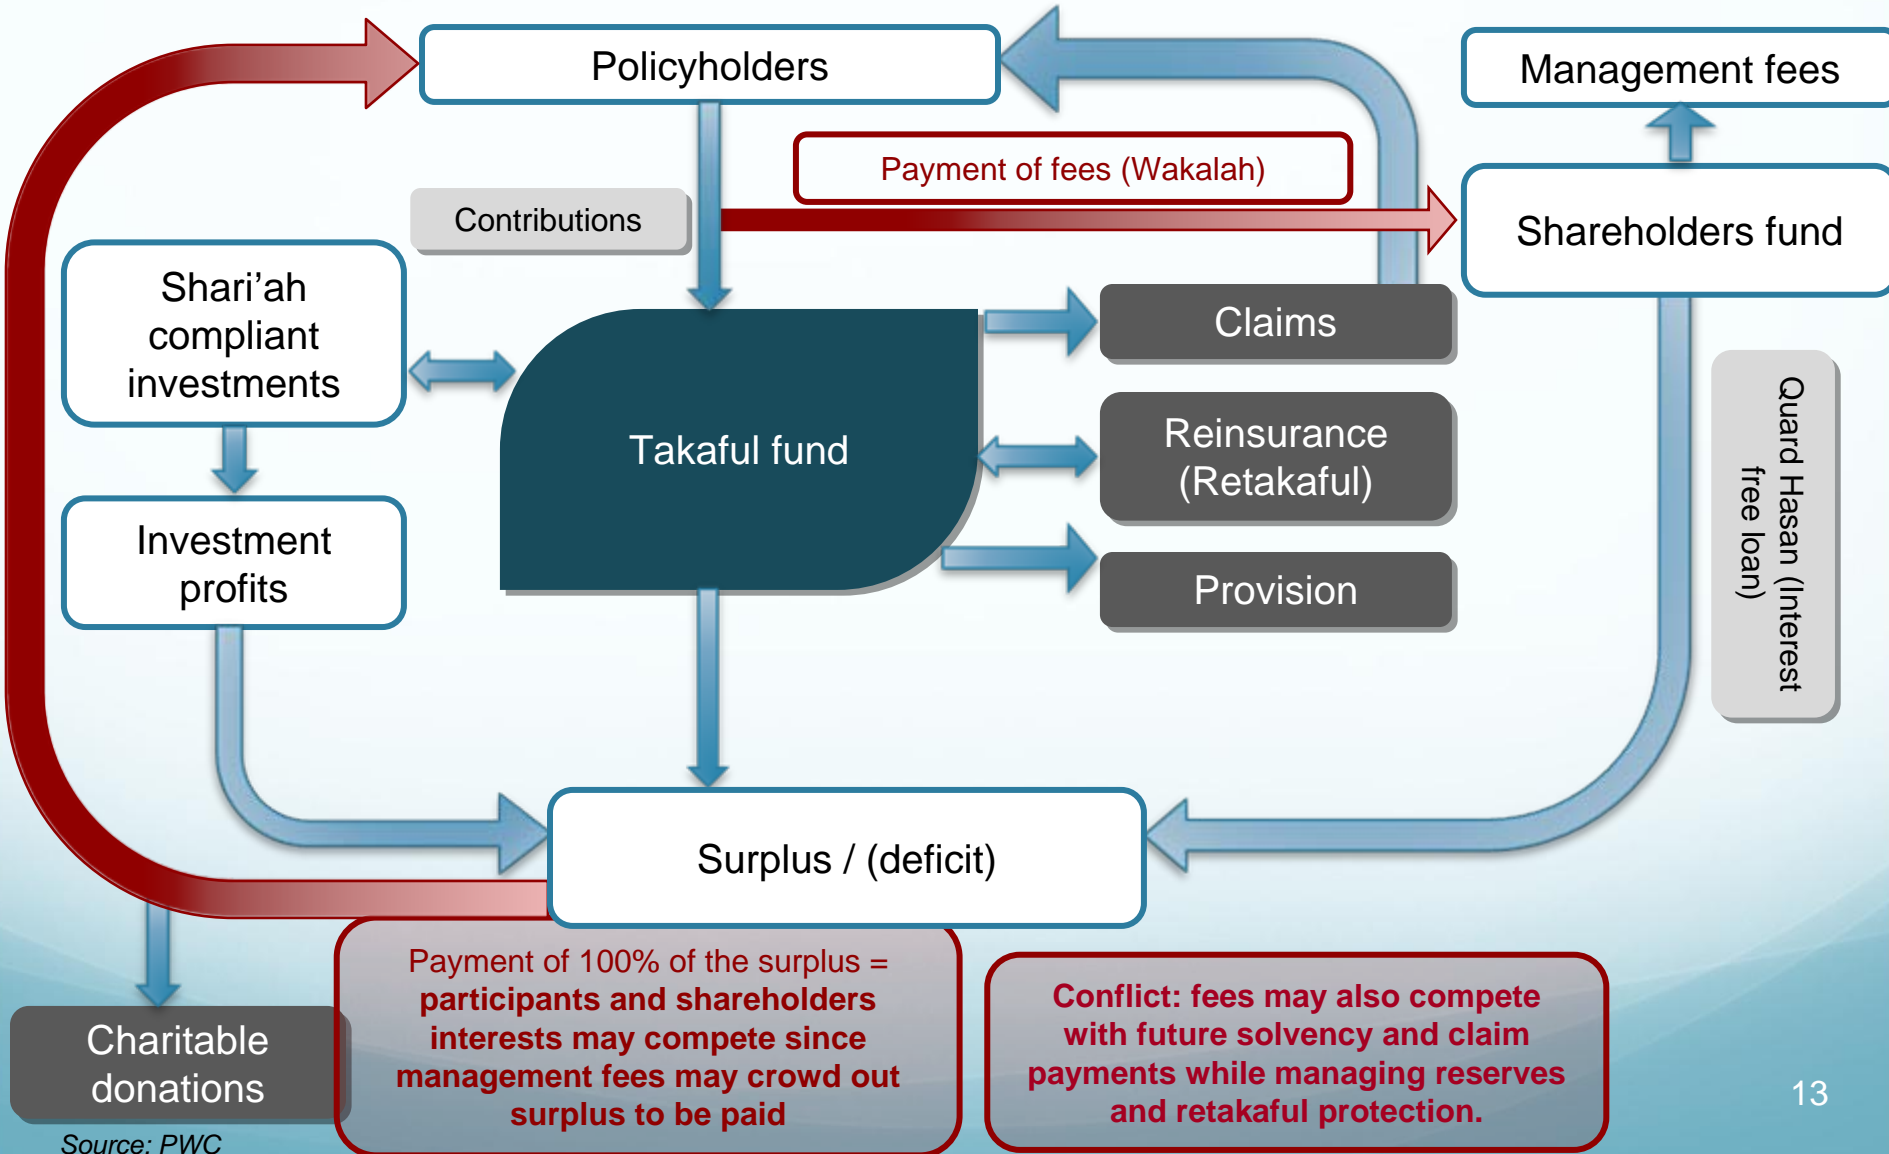 Policyholders
Management fees
Payment of fees (Wakalah)
Contributions
Shareholders fund
Shari’ah
compliant
investments
Claims
Takaful fund
Reinsurance
(Retakaful)
Quard Hasan (Interest
free loan)
Investment
profits
Provision
Surplus / (deficit)
Payment of 100% of the surplus =
participants and shareholders
interests may compete since
management fees may crowd out
surplus to be paid
Conflict: fees may also compete
with future solvency and claim
payments while managing reserves
and retakaful protection.
Charitable
donations
13
Source: PWC